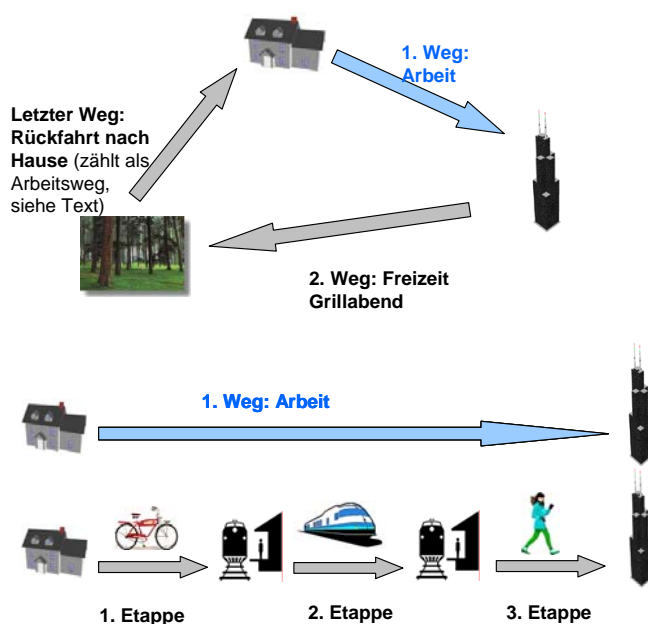 1. Weg:
Arbeit
Letzter Weg:
Rückfahrt nach
Hause (zählt als
Arbeitsweg,
siehe Text)
2. Weg: Freizeit
Grillabend
1. Weg: Arbeit
1. Etappe
2. Etappe
3. Etappe